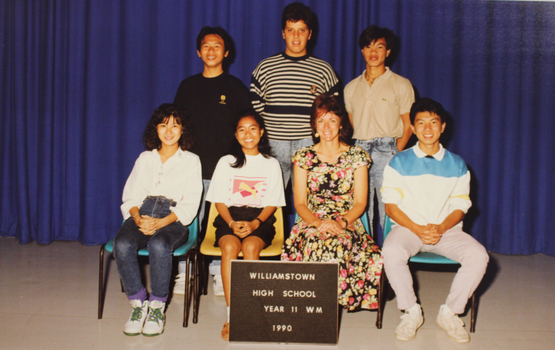 WILLIAMSTOWN
HIGH SCHOOL
YEAR 11 WM
1990